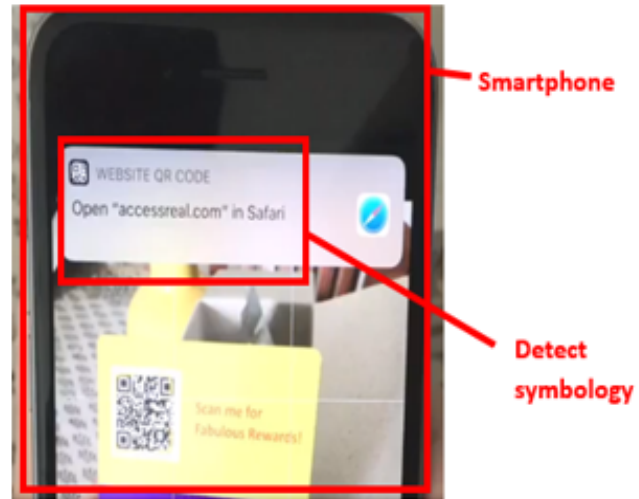 Smartphone
WEBSITE QR CODE
Open "accessreal.com" in Safari
Detect
symbology
Scan me for
Fabulous Rewards!